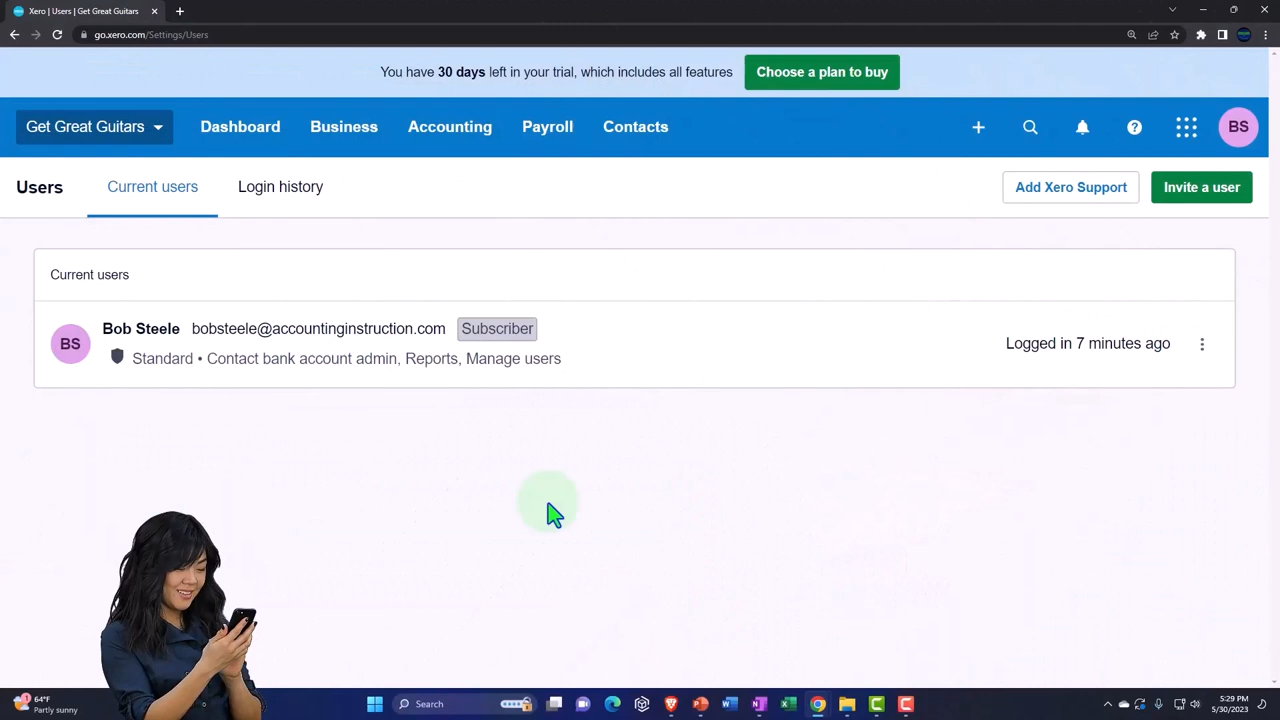 Xero | Users | Get Great Guitars
go.xero.com/Settings/Users
You have 30 days left in your trial, which includes all features
Choose a plan to buy
Get Great Guitars
Dashboard
Business
Accounting
Payroll
Contacts
BS
Users
Current users
Login history
Add Xero Support
Invite a user
Current users
BS
Bob Steele bobsteele@accountinginstruction.com Subscriber
Standard • Contact bank account admin, Reports, Manage users
Logged in 7 minutes ago
1
64°F
Partly sunny
Search
5:29 PM
5/30/2023